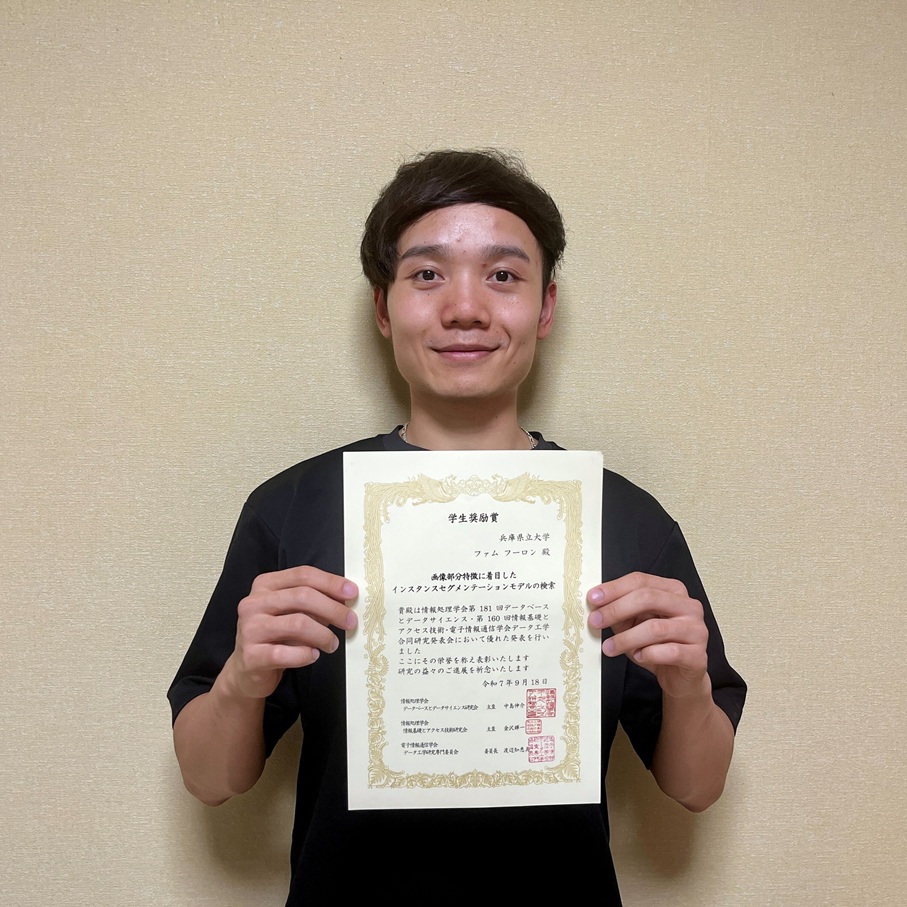 学生奨励賞
兵庫県立大学
ファム フーロン 殿
画像部分特徴に着目した
インスタンスセグメンテーションモデルの検索
貴殿は情報処理学会第 181 回データベース
とデータサイエンス・第 160 回情報基礎と
アクセス技術・電子情報通信学会データ工学
合同研究発表会において優れた発表を行い
ました
ここにその栄誉を称え表彰いたします
研究の益々のご進展を祈念いたします
令和７年９月 18 日
情報処理学会
データベースとデータサイエンス研究会 主査 中島伸介
情報処理学会
情報基礎とアクセス技術研究会 主査 金沢輝一
電子情報通信学会
データ工学研究専門委員会 委員長 渡辺知恵美